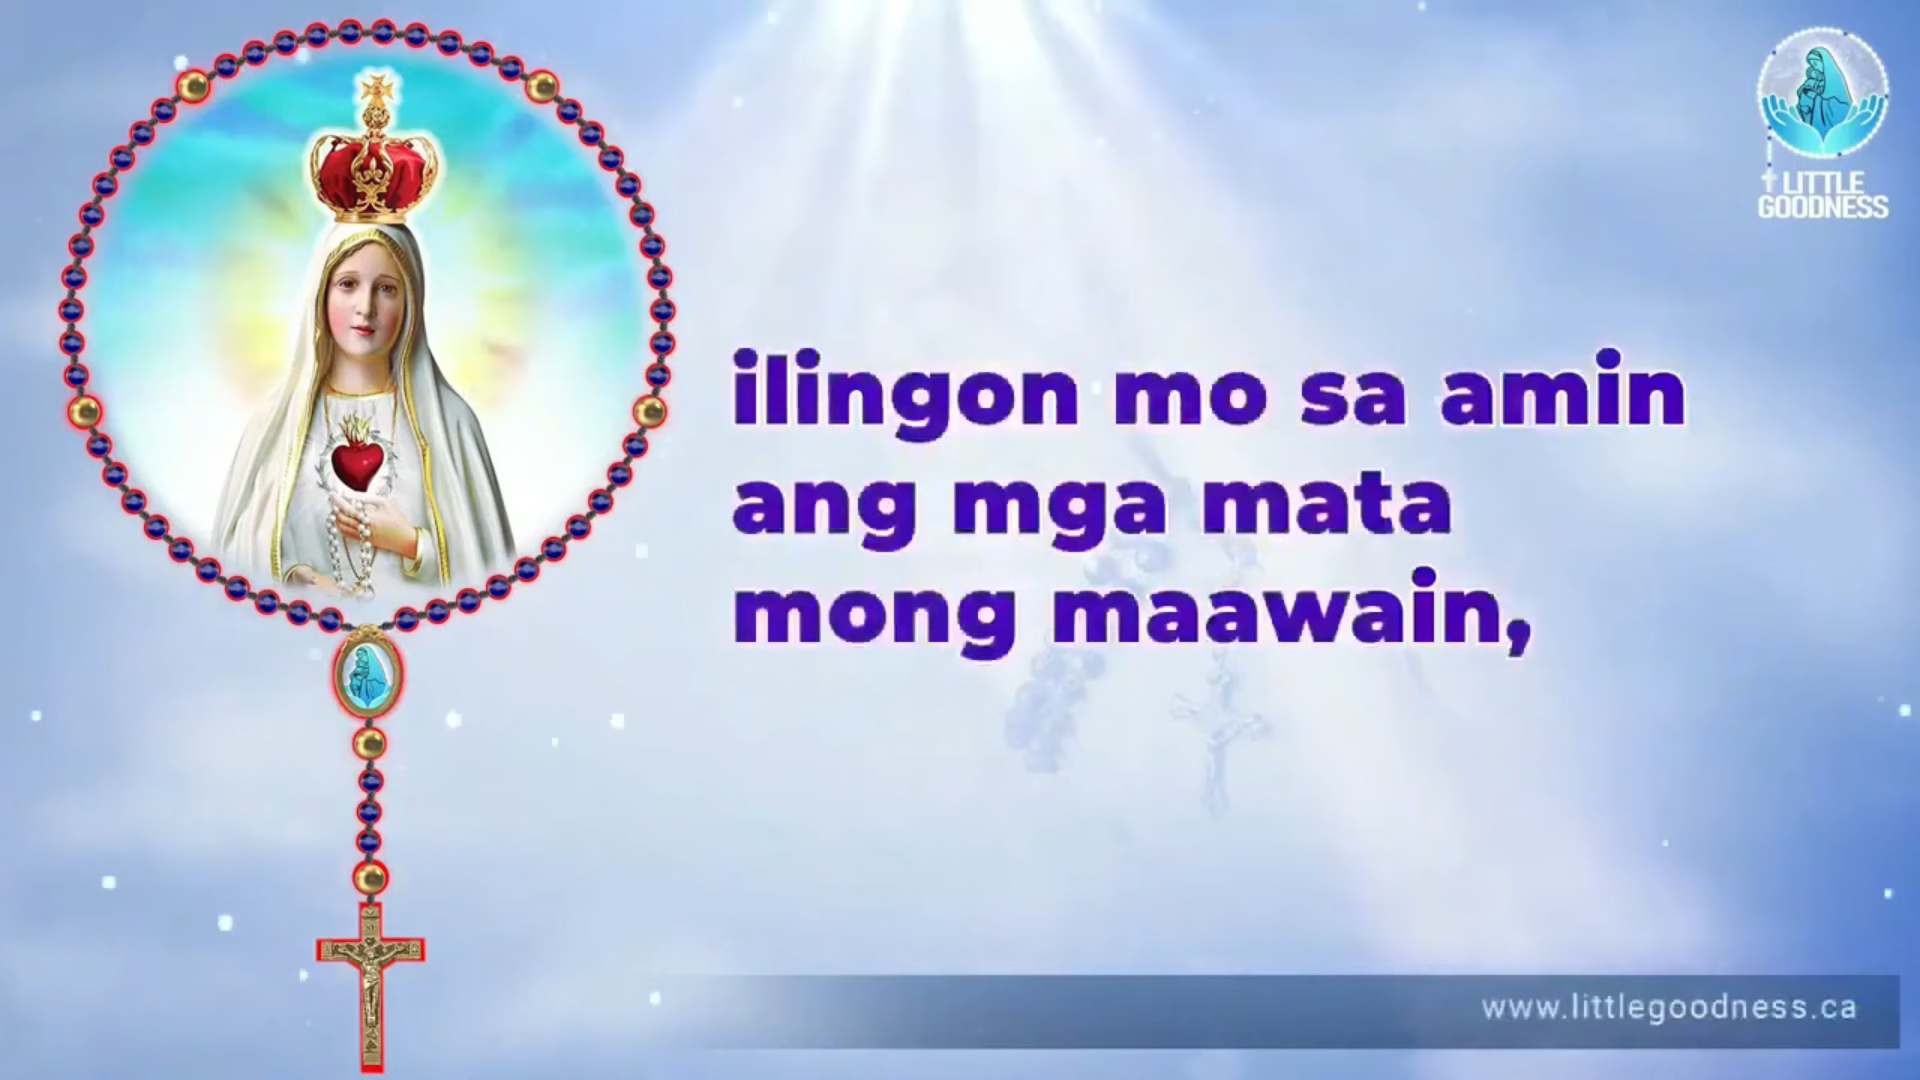 LITTLE
GOODNESS
ilingon mo sa amin
ang mga mata
mong maawain,
www.littlegoodness.ca